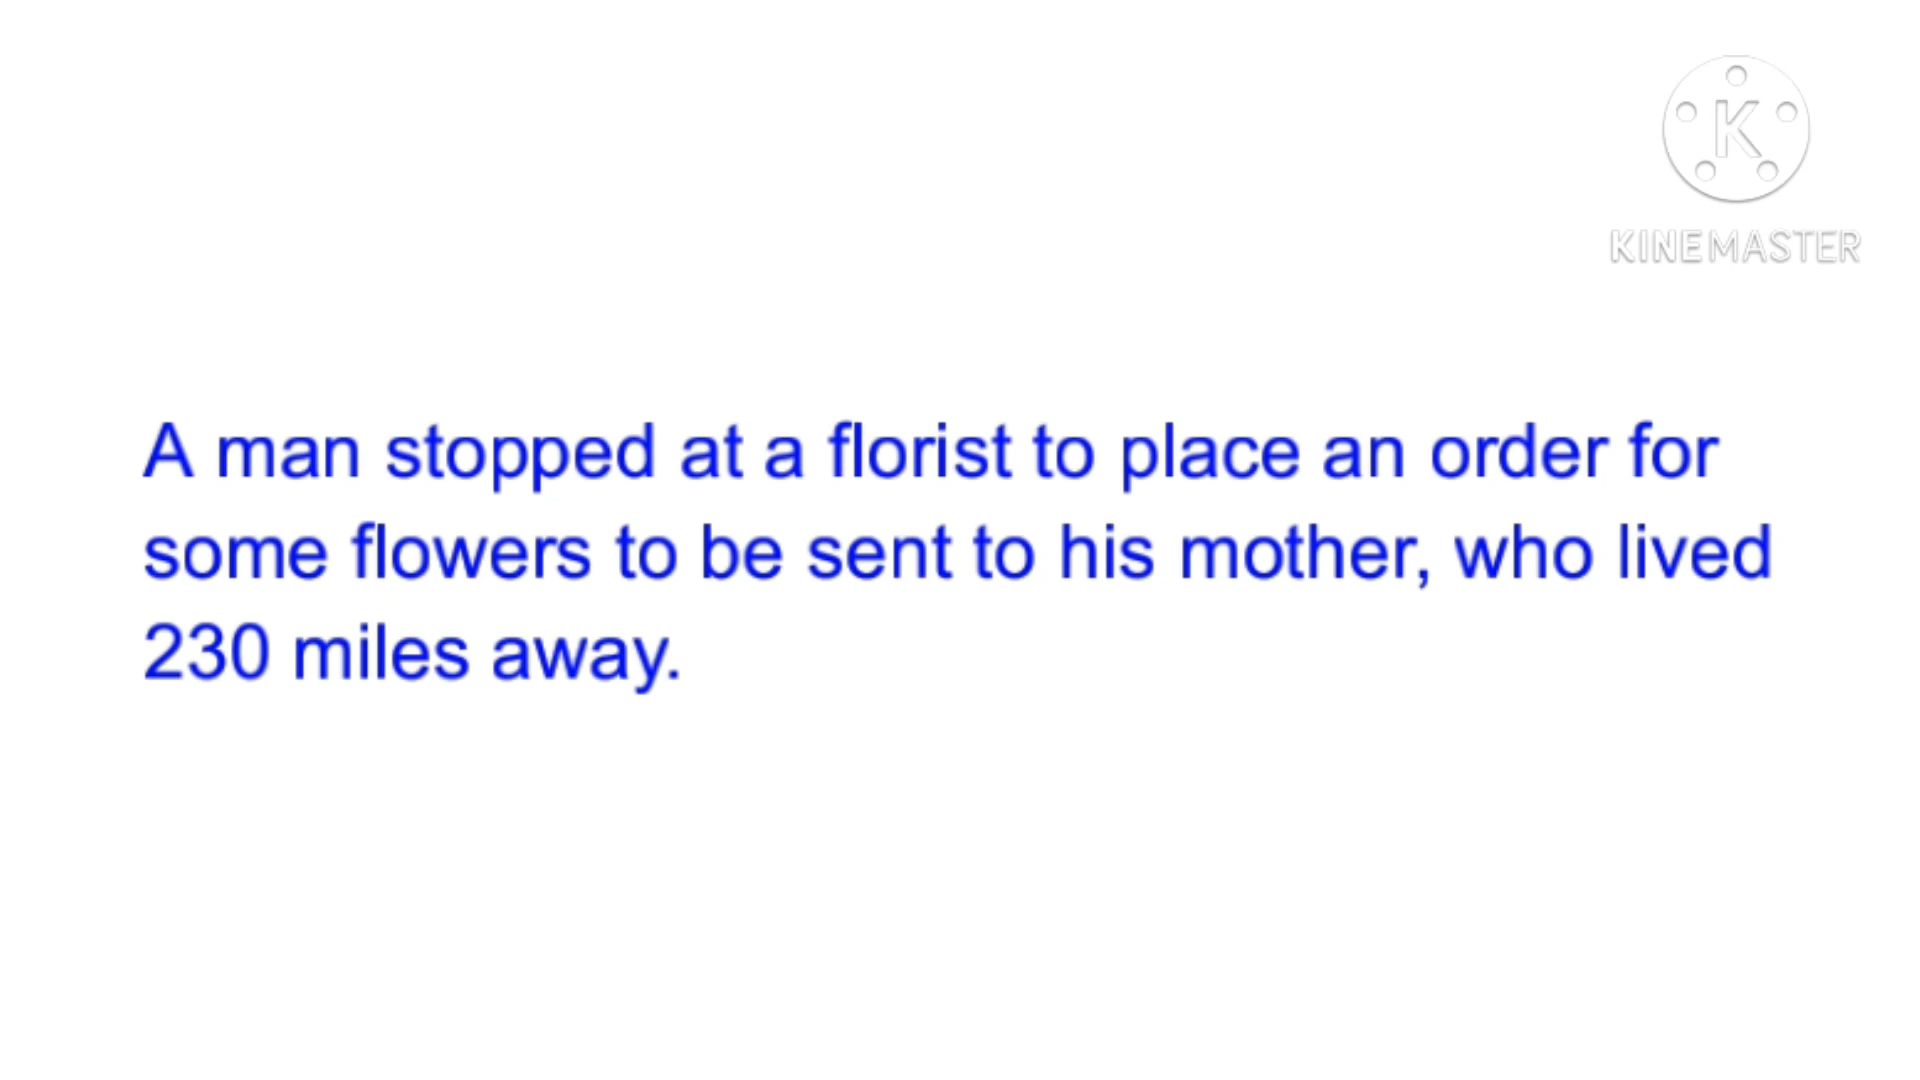 KINEMASTER
A man stopped at a florist to place an order for
some flowers to be sent to his mother, who lived
230 miles away.